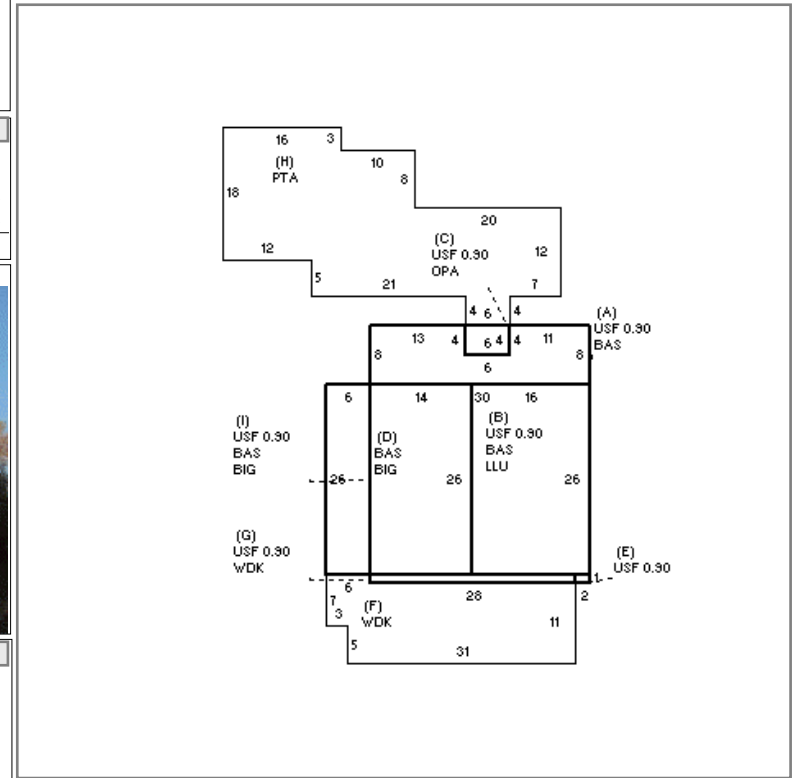 16 3
(H)
PTA
10
8
18
20
(C)
USF 0.90
OPA
12
12
5
21
7
4 6 4
(A)
USF 0.90
BAS
13 4 6 4 4 11
8 8
6
6 14 30 16
(I)
USF 0.90
BAS
BIG
(D)
BAS
BIG
(B)
USF 0.90
BAS
LLU
26 26 26
(G)
USF 0.90
WDK
(E)
USF 0.90
1
6
28 2
7
3
(F)
WDK
11
5
31